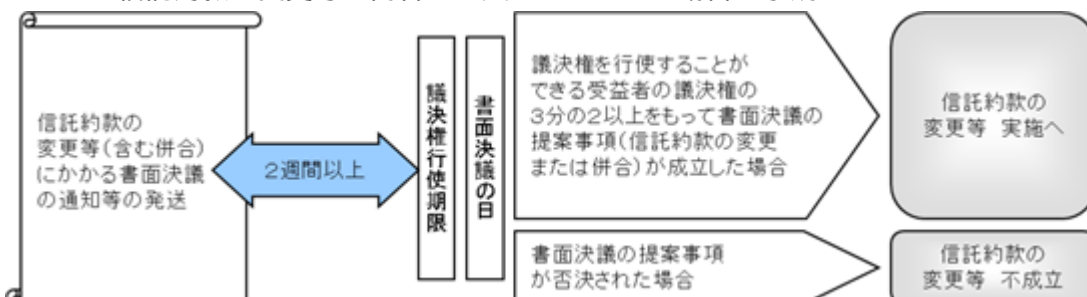 信託約款の
変更等(含む併合)
にかかる書面決議
の通知等の発送
2週間以上
議決権行使期限
書面決議の日
議決権を行使することが
できる受益者の議決権の
3分の2以上をもって書面決議の
提案事項(信託約款の変更
または併合)が成立した場合
信託約款の
変更等 実施へ
書面決議の提案事項
が否決された場合
信託約款の
変更等 不成立